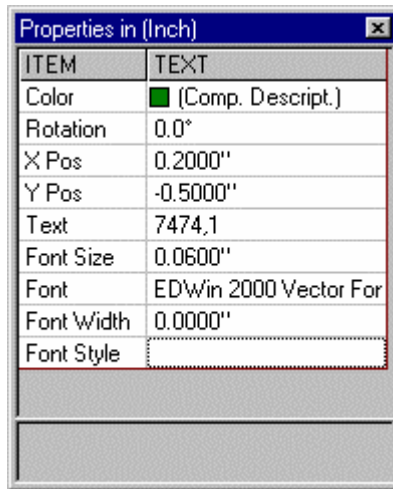 Properties in (Inch)
ITEM TEXT
Color (Comp. Descript.)
Rotation 0.0°
X Pos 0.2000"
Y Pos -0.5000"
Text 7474,1
Font Size 0.0600"
Font EDWin 2000 Vector For
Font Width 0.0000"
Font Style